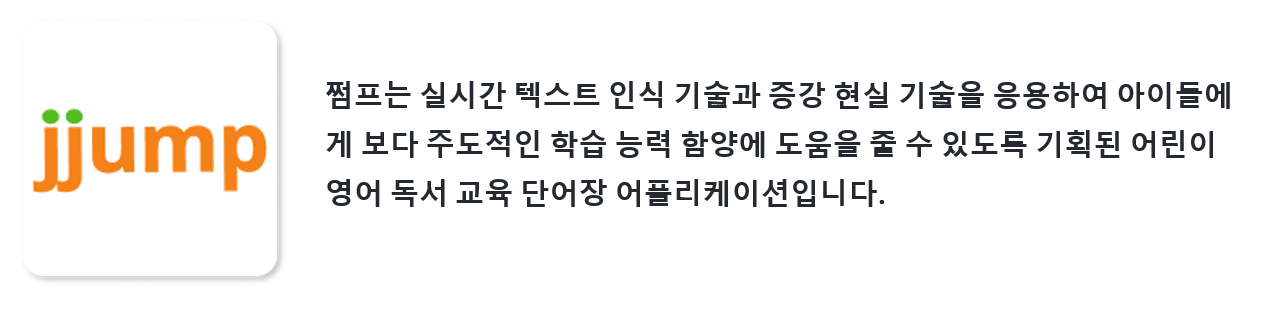 jjump
쩜프는 실시간 텍스트 인식 기술과 증강 현실 기술을 응용하여 아이들에
게 보다 주도적인 학습 능력 함양에 도움을 줄 수 있도록 기획된 어린이
영어 독서 교육 단어장 어플리케이션입니다.